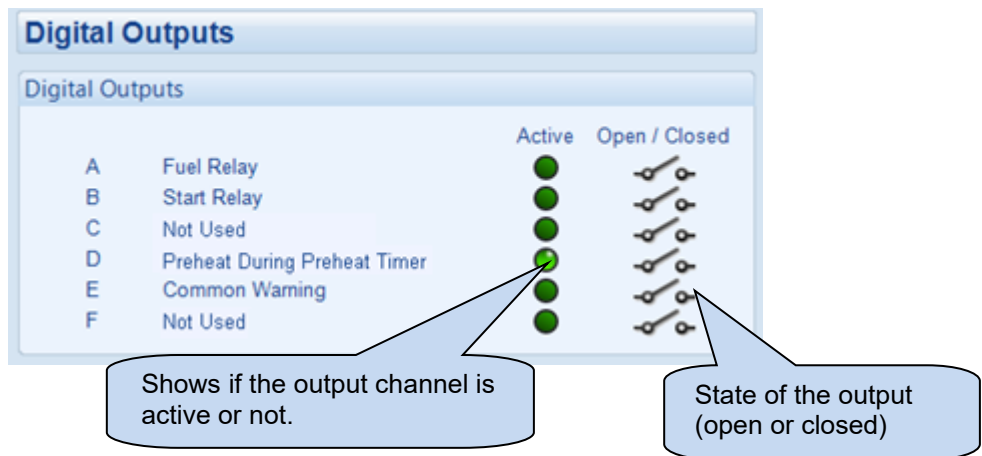 Digital Outputs
Digital Outputs
Active Open / Closed
A Fuel Relay
B Start Relay
C Not Used
D Preheat During Preheat Timer
E Common Warning
F Not Used
Shows if the output channel is
active or not.
State of the output
(open or closed)